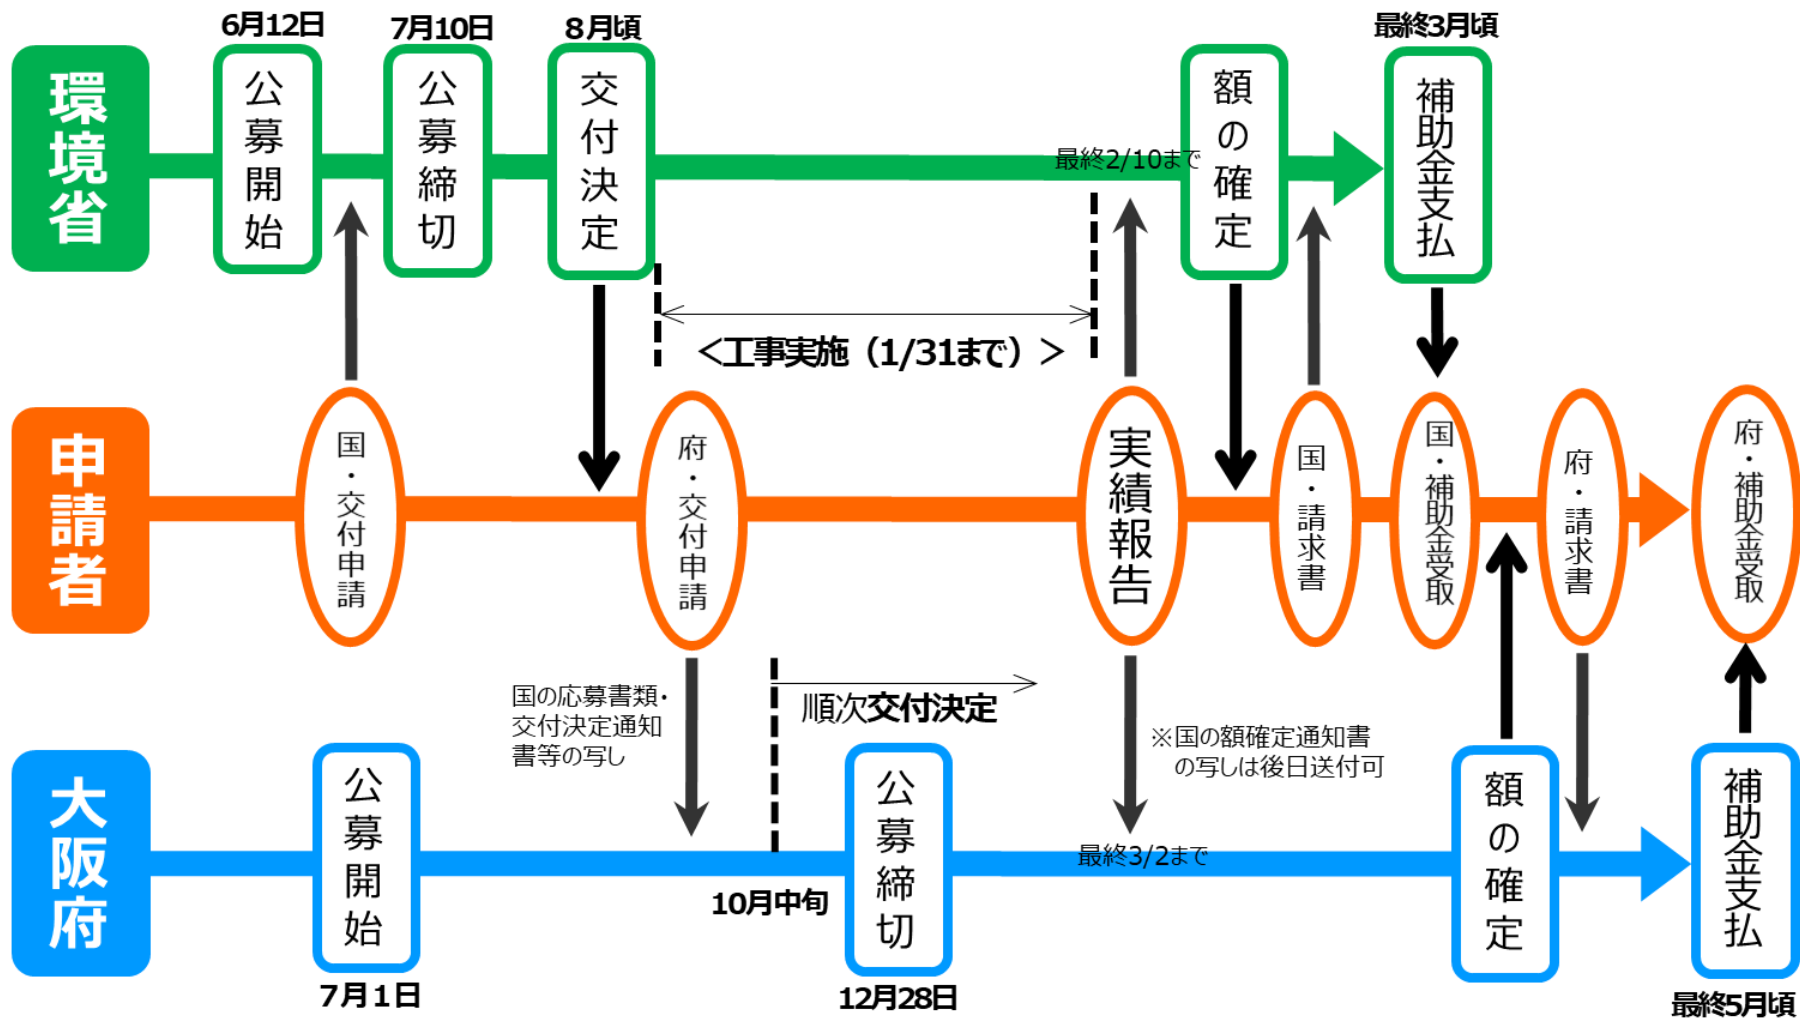 6月12日
7月10日
８月頃
最終3月頃
環境省
公募開始
公募締切
交付決定
最終2/10まで
額の確定
補助金支払
＜工事実施（1/31まで）＞
申請者
国・交付申請
府・交付申請
実績報告
国・請求書
国・補助金受取
府・請求書
府・補助金受取
国の応募書類・
交付決定通知
書等の写し
順次交付決定
※国の額確定通知書
の写しは後日送付可
大阪府
公募開始
公募締切
最終3/2まで
額の確定
補助金支払
10月中旬
７月１日
12月28日
最終5月頃